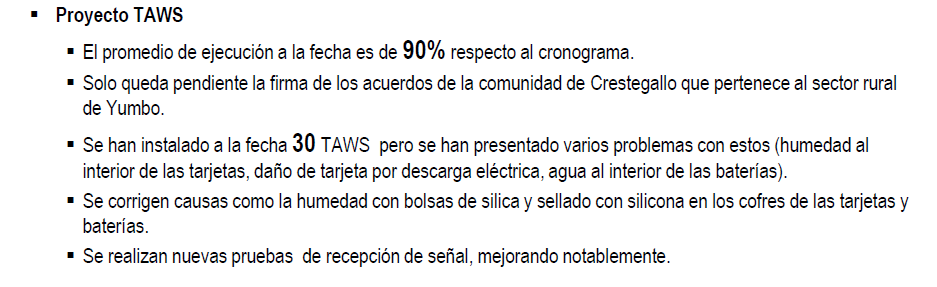 ▪ Proyecto TAWS
▪ El promedio de ejecución a la fecha es de 90% respecto al cronograma.
▪ Solo queda pendiente la firma de los acuerdos de la comunidad de Crestegallo que pertenece al sector rural
de Yumbo.
▪ Se han instalado a la fecha 30 TAWS pero se han presentado varios problemas con estos (humedad al
interior de las tarjetas, daño de tarjeta por descarga eléctrica, agua al interior de las baterías).
▪ Se corrigen causas como la humedad con bolsas de silica y sellado con silicona en los cofres de las tarjetas y
baterías.
▪ Se realizan nuevas pruebas de recepción de señal, mejorando notablemente.